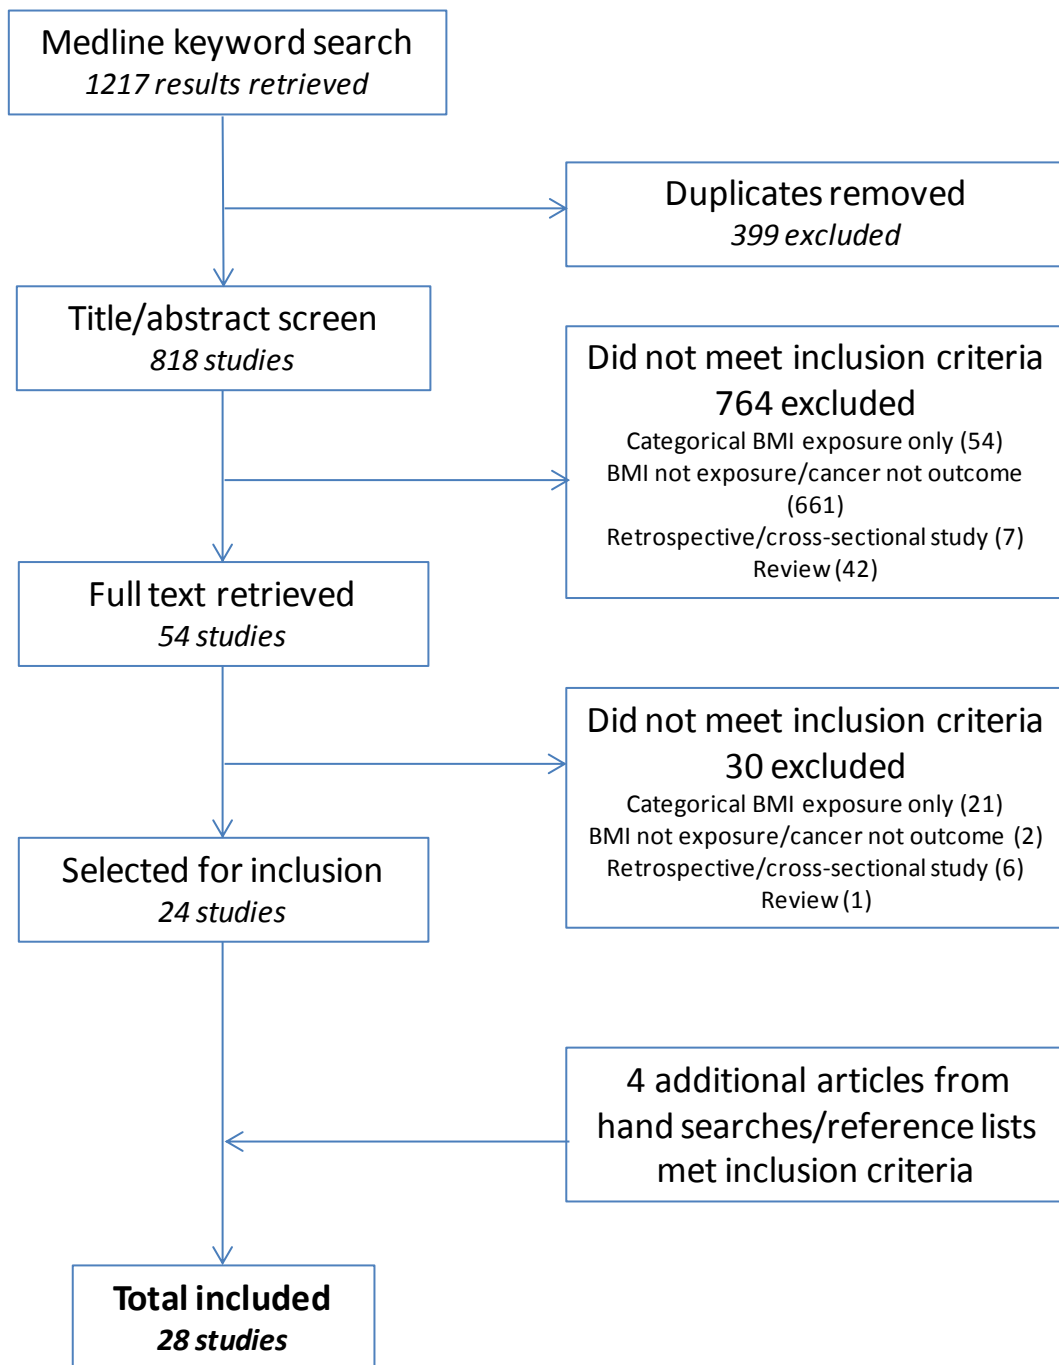 Medline keyword search
1217 results retrieved
Duplicates removed
399 excluded
Title/abstract screen
818 studies
Did not meet inclusion criteria
764 excluded
Categorical BMI exposure only (54)
BMI not exposure/cancer not outcome
(661)
Retrospective/cross-sectional study (7)
Review (42)
Full text retrieved
54 studies
Did not meet inclusion criteria
30 excluded
Categorical BMI exposure only (21)
BMI not exposure/cancer not outcome (2)
Retrospective/cross-sectional study (6)
Review (1)
Selected for inclusion
24 studies
4 additional articles from
hand searches/reference lists
met inclusion criteria
Total included
28 studies